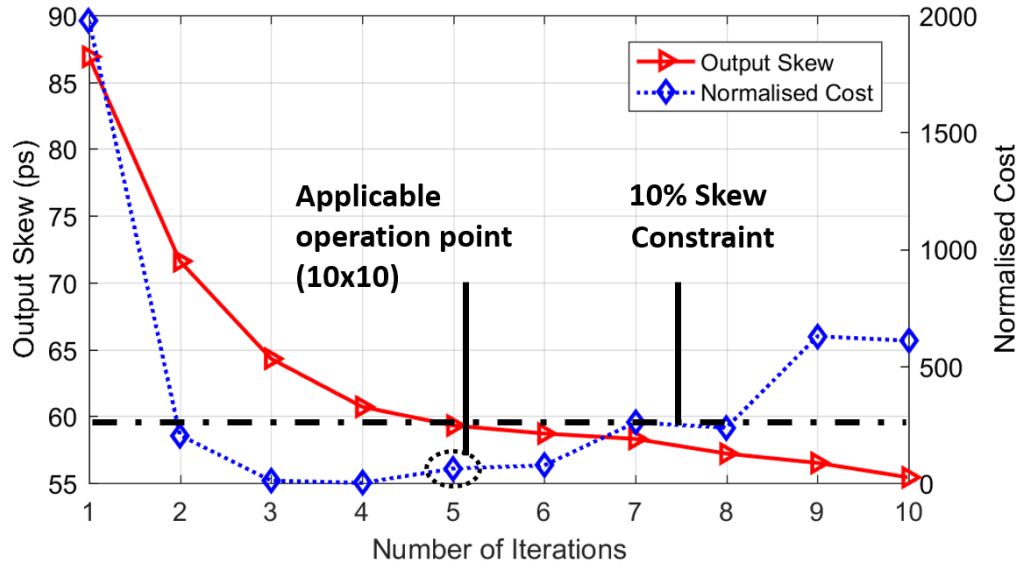 90
85
80
75
70
65
60
55
Output Skew (ps)
2000
1500
1000
500
0
Normalised Cost
Output Skew
Normalised Cost
Applicable
operation point
(10x10)
10% Skew
Constraint
1 2 3 4 5 6 7 8 9 10
Number of Iterations